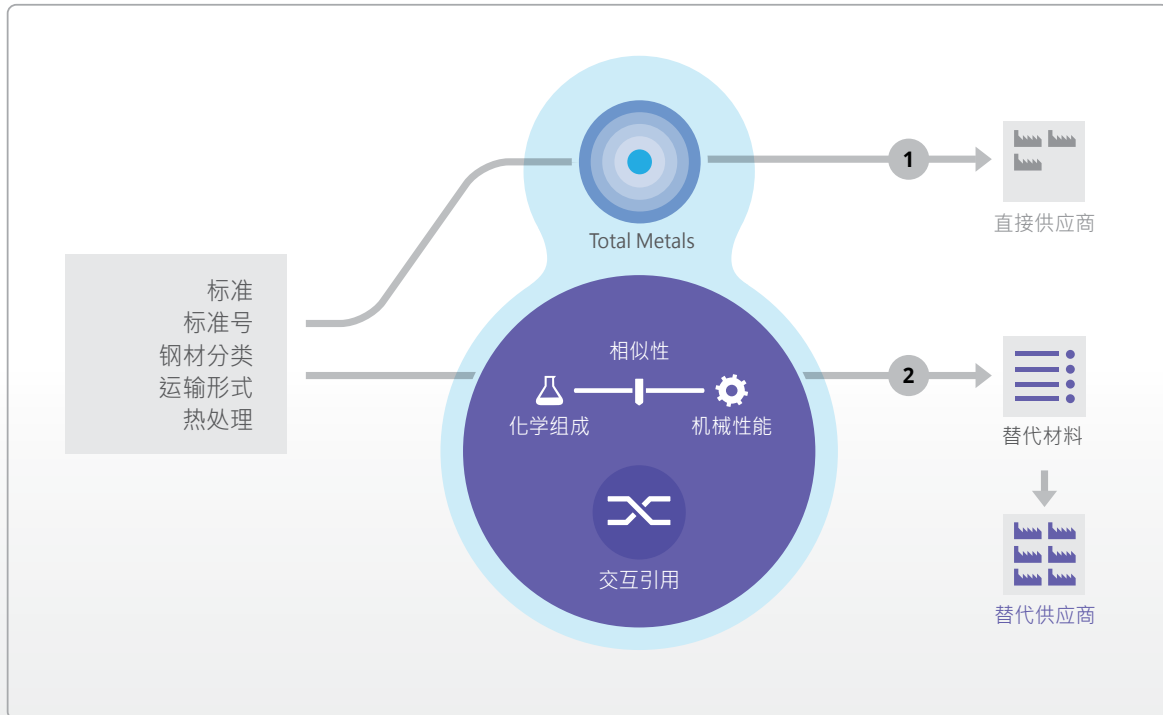 标准
标准号
钢材分类
运输形式
热处理
Total Metals
相似性
化学组成
机械性能
交互引用
1
直接供应商
2
替代材料
替代供应商